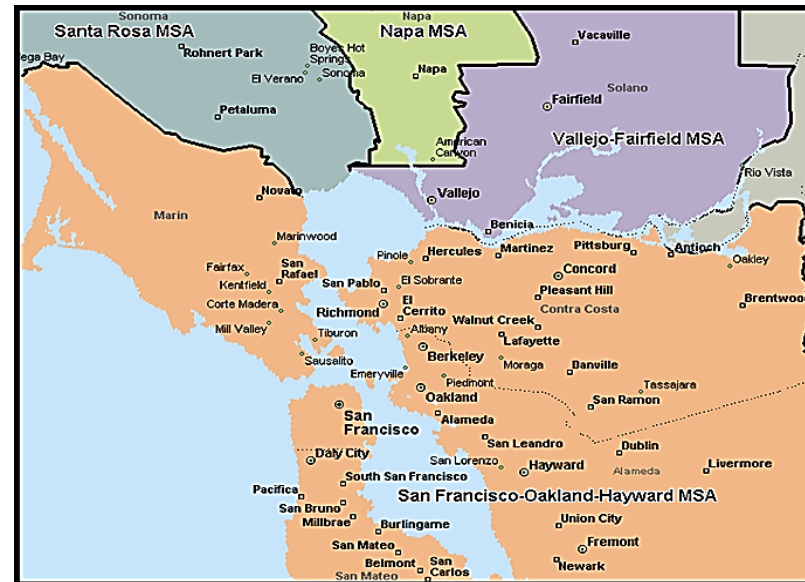 Sonoma
Santa Rosa MSA
Rohnert Park
Boyes Hot
Springs
El Verano
Sonoma
Petaluma
Napa
Napa MSA
Napa
American
Canyon
Vacaville
Solano
Fairfield
Vallejo-Fairfield MSA
Rio Vista
Vallejo
Benicia
Novato
Marin
Marinwood
Fairfax
San
Rafael
Kentfield
Corte Madera
Mill Valley
Tiburon
Sausalito
Pinole
Hercules
Martinez
Pittsburg
Antioch
Oakley
San Pablo
El Sobrante
Concord
Pleasant Hill
Brentwoo
Richmond
El
Cerrito
Contra Costa
Walnut Creek
Albany
Lafayette
Berkeley
Moraga
Danville
Emeryville
Piedmont
Tassajara
Oakland
San Ramon
San
Francisco
Alameda
San Leandro
Dublin
Daly City
San Lorenzo
Hayward
Alameda
Livermore
South San Francisco
Pacifica
San Francisco-Oakland-Hayward MSA
San Bruno
Millbrae
Union City
Burlingame
Fremont
San Mateo
Newark
Belmont
San
Carlos
San Mateo